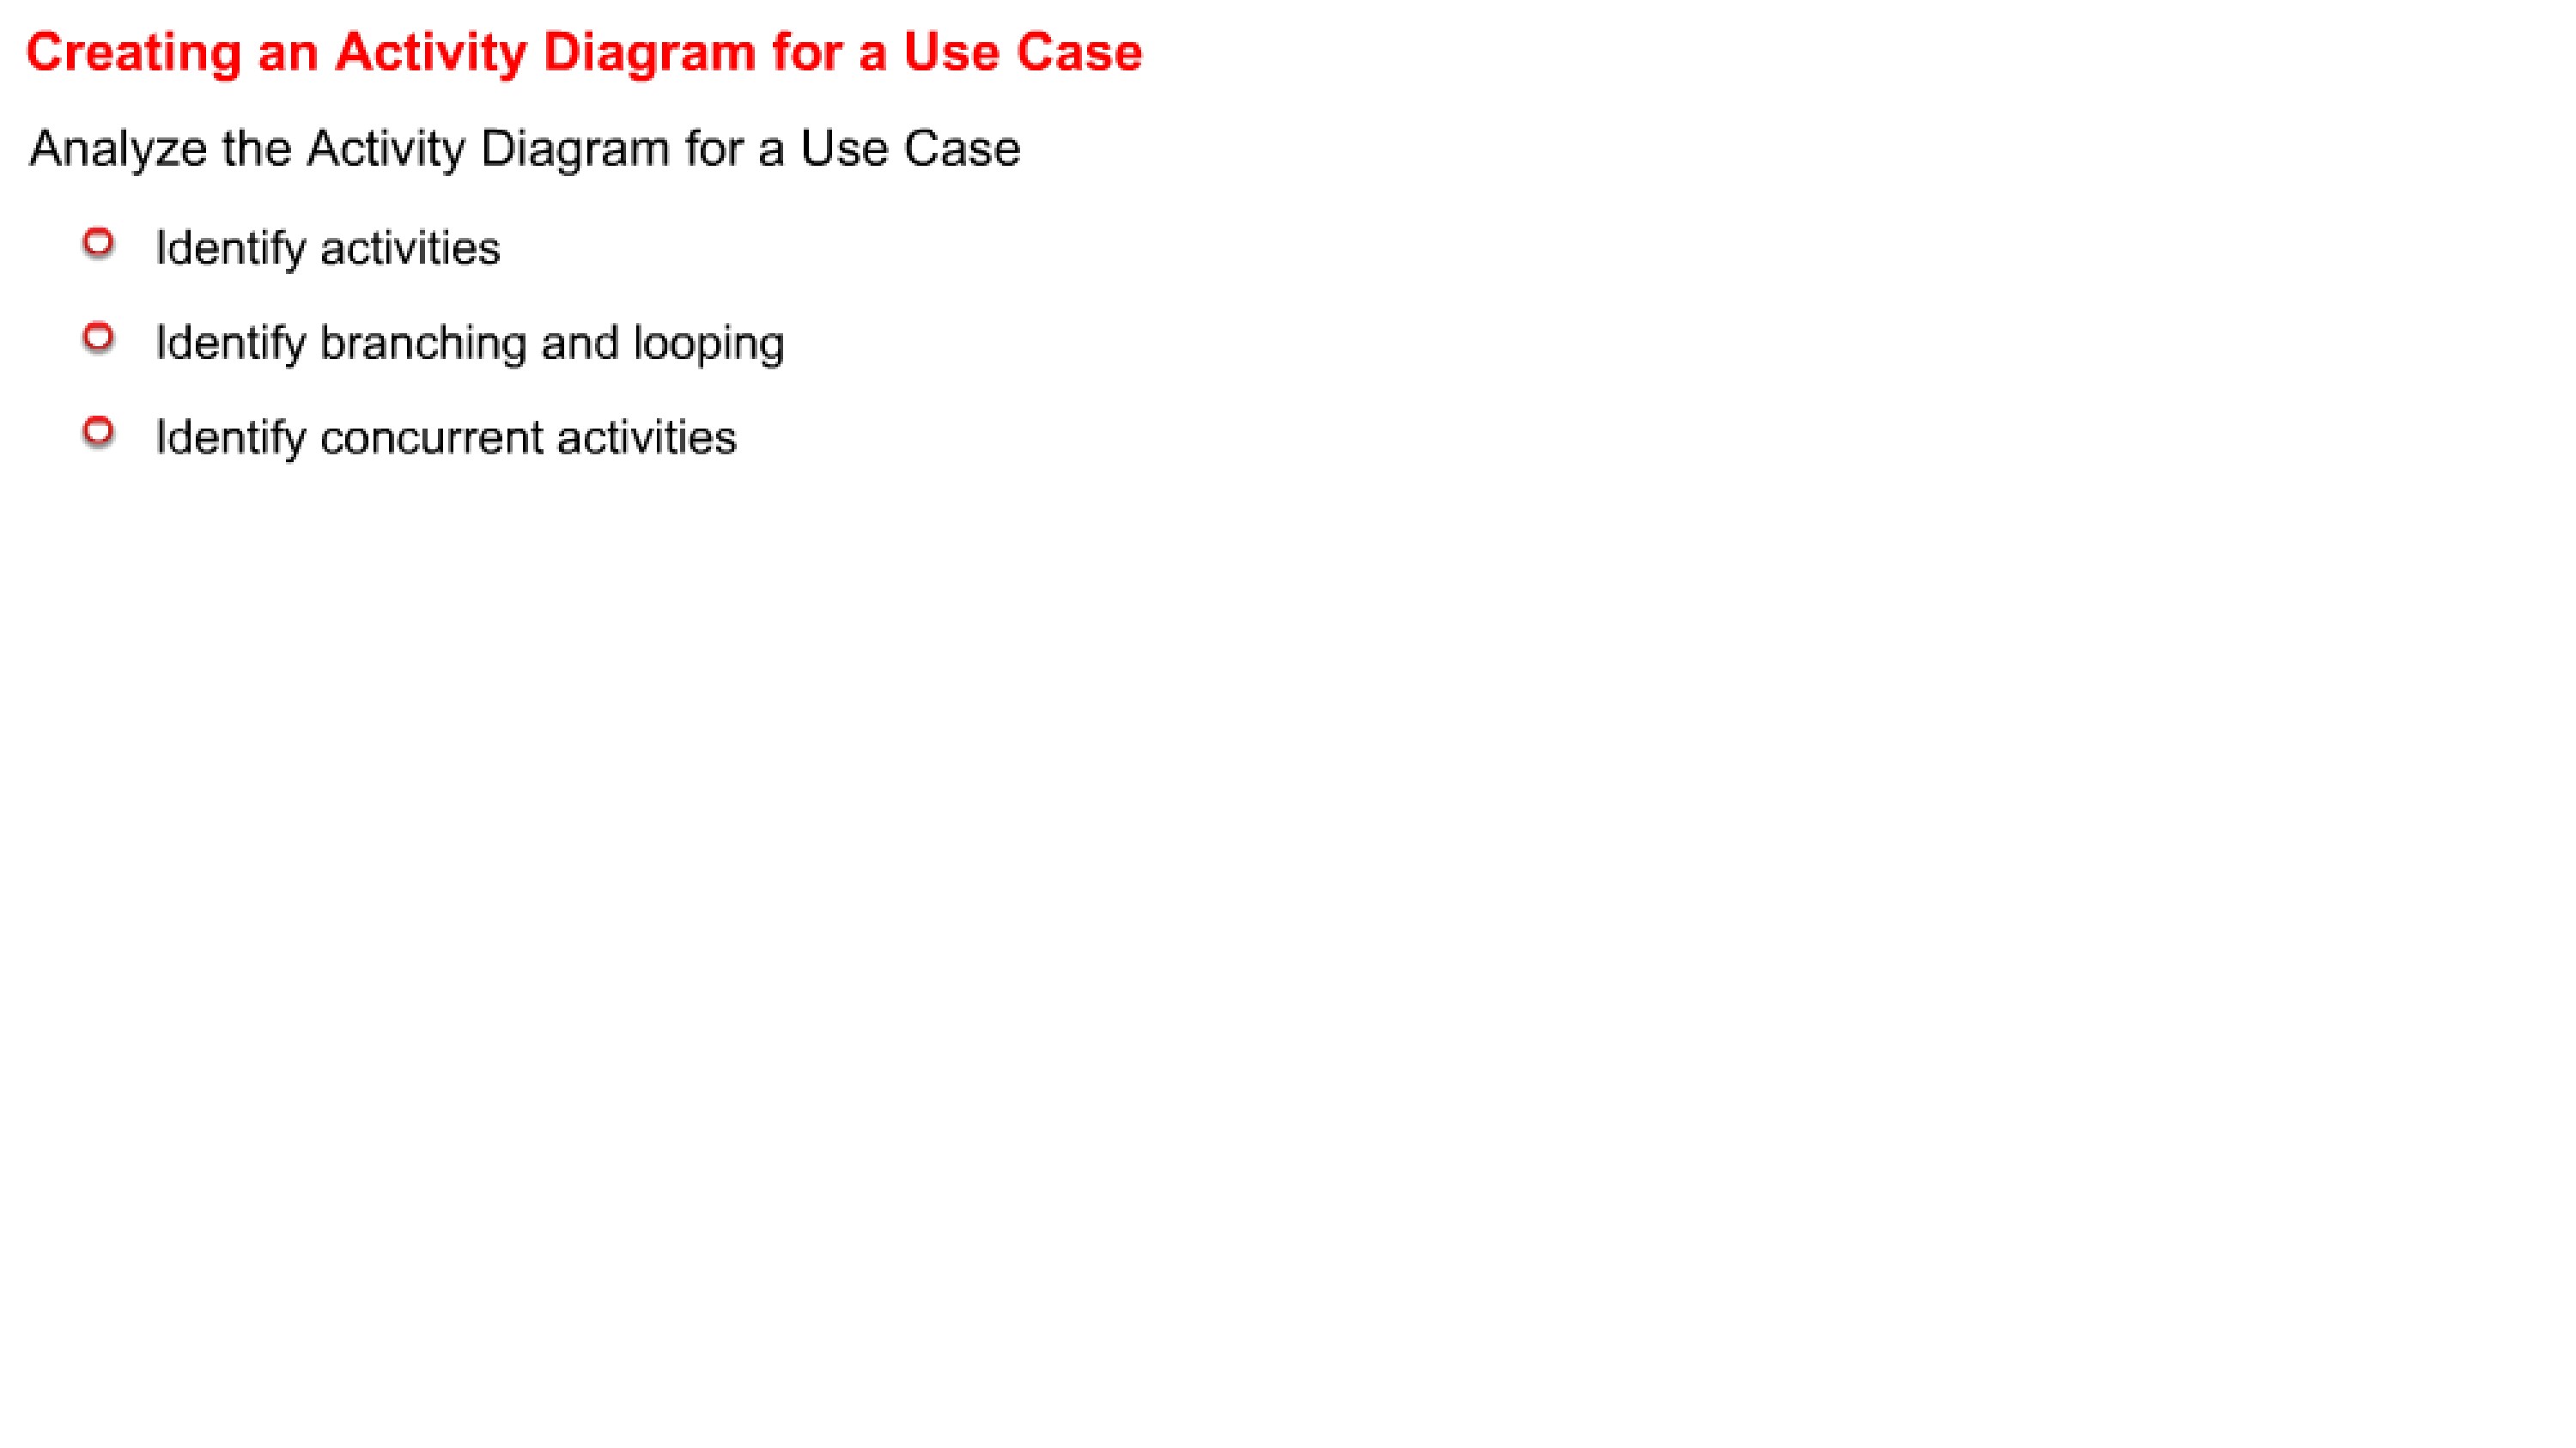 Creating an Activity Diagram for a Use Case
Analyze the Activity Diagram for a Use Case
Identify activities
Identify branching and looping
Identify concurrent activities